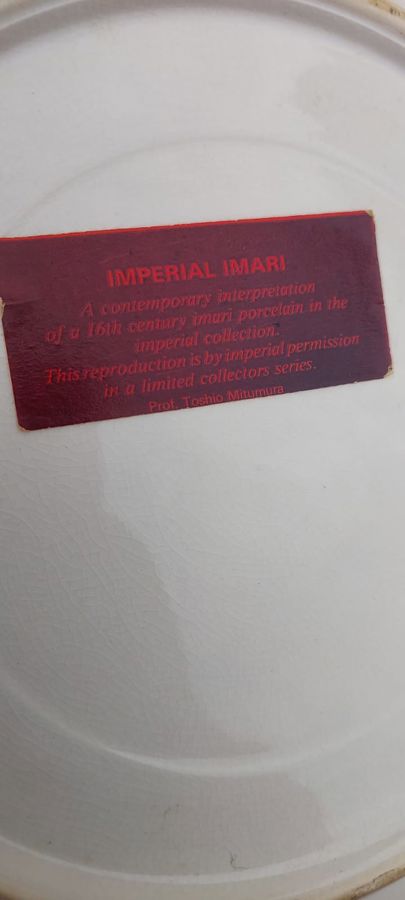 IMPERIAL IMARI
A contemporary interpretation
of a 16th century imari porcelain in the
imperial collection.
This reproduction is by imperial permission
in a limited collectors series.
Prof. Toshio Mitumura